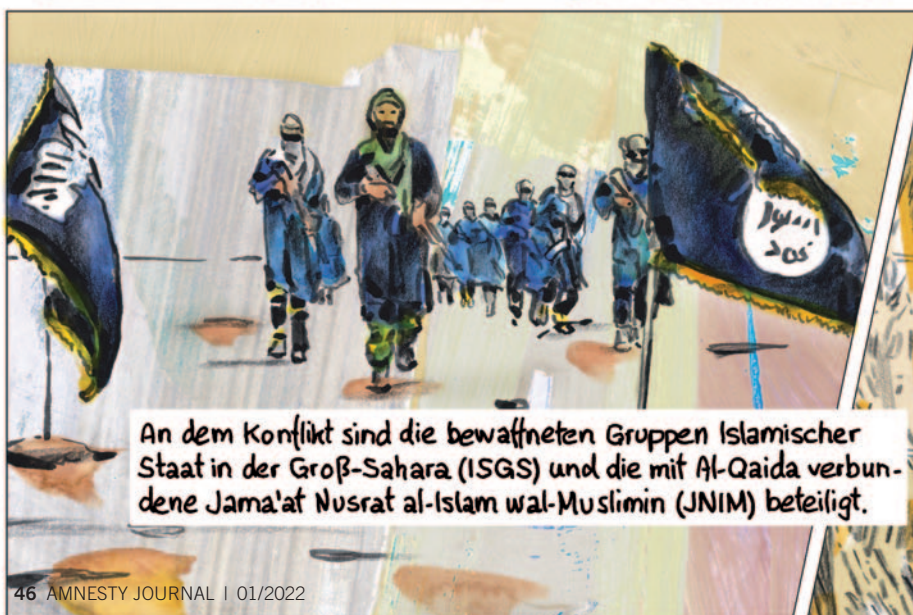 An dem Konflikt sind die bewaffneten Gruppen Islamischer
Staat in der Groß-Sahara (ISGS) und die mit Al-Qaida verbun-
dene Jama'at Nusrat al-Islam wal-Muslimin (JNIM) beteiligt.
46 AMNESTY JOURNAL | 01/2022